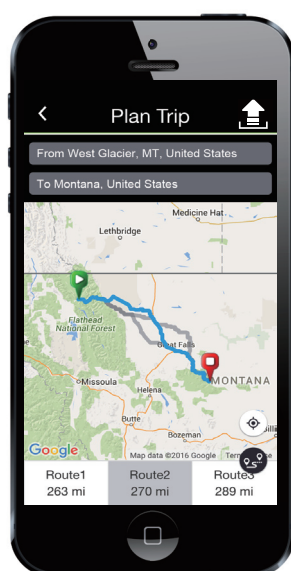 Plan Trip
From West Glacier, MT, United States
To Montana, United States
Medicine Hat
Lethbridge
Flathead
National Forest
Great Falls
Missoula
Helena
MONTANA
Butte
Bozeman
Google
Map data ©2016 Google
Route1
Route2
Route3
263 mi
270 mi
289 mi